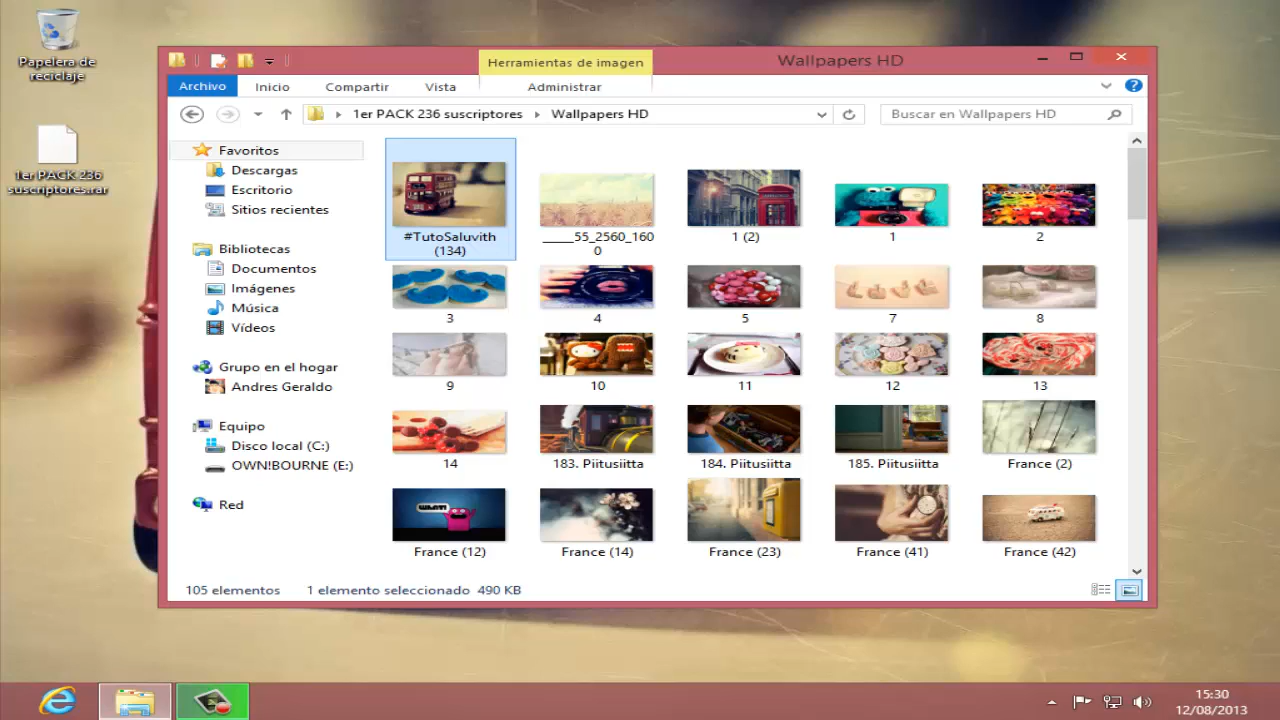 Papelera de
reciclaje
1er PACK 236
suscriptores.rar
Herramientas de imagen
Wallpapers HD
Archivo
Inicio
Compartir
Vista
Administrar
1er PACK 236 suscriptores
Wallpapers HD
Buscar en Wallpapers HD
Favoritos
Descargas
Escritorio
Sitios recientes
Bibliotecas
Documentos
Imágenes
Música
Vídeos
Grupo en el hogar
Andres Geraldo
Equipo
Disco local (C:)
OWN!BOURNE (E:)
Red
#TutoSaluvith
(134)
_____55_2560_160
0
1 (2)
1
2
3
4
5
7
8
9
10
11
12
13
14
183. Piitusiitta
184. Piitusiitta
185. Piitusiitta
France (2)
France (12)
France (14)
France (23)
France (41)
France (42)
105 elementos
1 elemento seleccionado 490 KB
15:30
12/08/2013